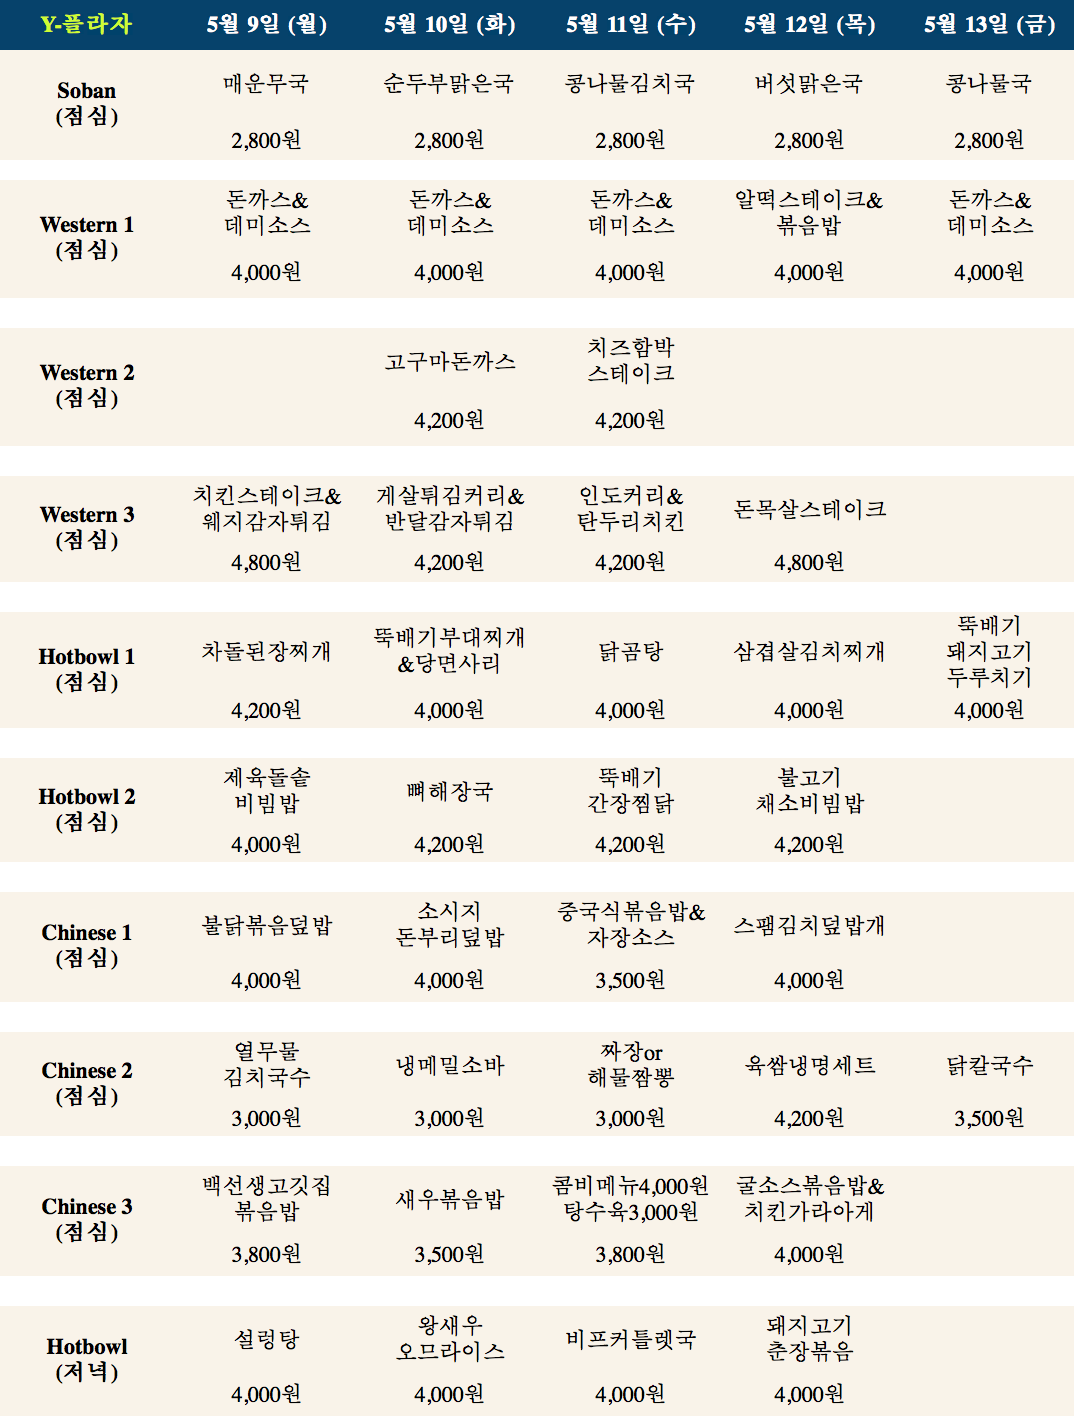 Y-플라자 5월 9일 (월) 5월 10일 (화) 5월 11일 (수) 5월 12일 (목) 5월 13일 (금)
Soban
(점심)
매운무국 순두부맑은국 콩나물김치국 버섯맑은국 콩나물국
2,800원 2,800원 2,800원 2,800원 2,800원
Western 1
(점심)
돈까스& 돈까스& 돈까스& 알떡스테이크& 돈까스&
데미소스 데미소스 데미소스 볶음밥 데미소스
4,000원 4,000원 4,000원 4,000원 4,000원
Western 2
(점심)
고구마돈까스 치즈함박
스테이크
4,200원 4,200원
Western 3
(점심)
치킨스테이크& 게살튀김커리& 인도커리& 돈목살스테이크
웨지감자튀김 반달감자튀김 탄두리치킨
4,800원 4,200원 4,200원 4,800원
Hotbowl 1
(점심)
차돌된장찌개 뚝배기부대찌개 닭곰탕 삼겹살김치찌개 뚝배기
&당면사리 돼지고기
두루치기
4,200원 4,000원 4,000원 4,000원 4,000원
Hotbowl 2
(점심)
제육돌솥 뼈해장국 뚝배기 불고기
비빔밥 간장찜닭 채소비빔밥
4,000원 4,200원 4,200원 4,200원
Chinese 1
(점심)
불닭볶음덮밥 소시지 중국식볶음밥& 스팸김치덮밥개
돈부리덮밥 자장소스
4,000원 4,000원 3,500원 4,000원
Chinese 2
(점심)
열무물 냉메밀소바 짜장or 육쌈냉명세트 닭칼국수
김치국수 해물짬뽕
3,000원 3,000원 3,000원 4,200원 3,500원
Chinese 3
(점심)
백선생고깃집 새우볶음밥 콤비메뉴4,000원 굴소스볶음밥&
볶음밥 탕수육3,000원 치킨가라아게
3,800원 3,500원 3,800원 4,000원
Hotbowl
(저녁)
설렁탕 왕새우 비프커틀렛국 돼지고기
오므라이스 춘장볶음
4,000원 4,000원 4,000원 4,000원